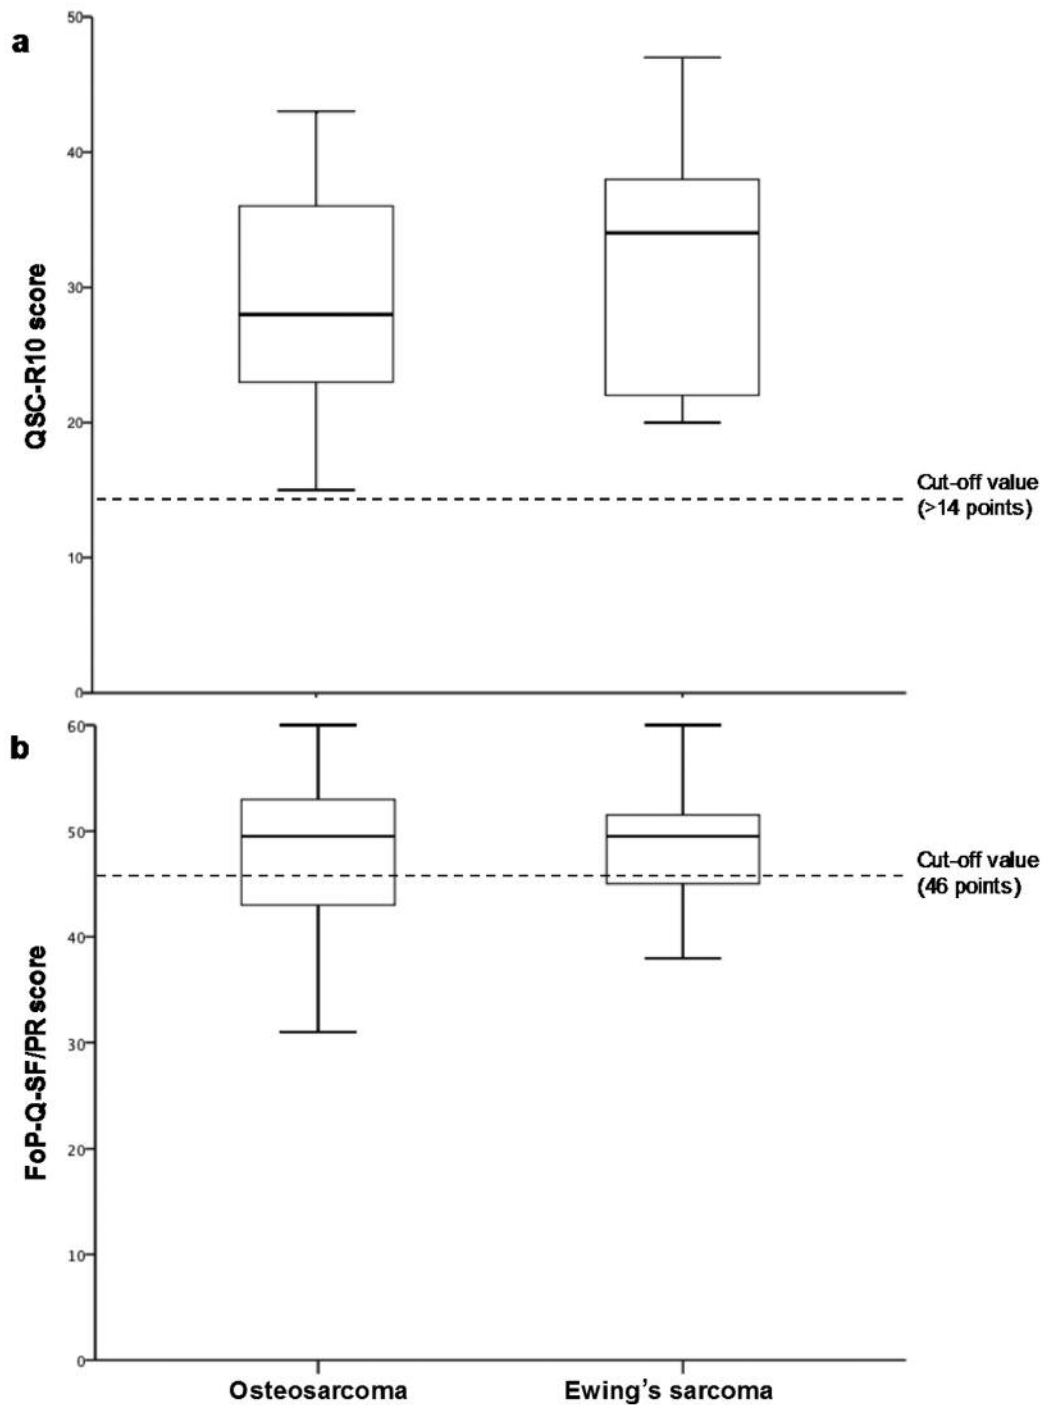 a
50
40
30
20
10
0
QSC-R10 score
Cut-off value
(>14 points)
b
60
50
40
30
20
10
0
FoP-Q-SF/PR score
Cut-off value
(46 points)
Osteosarcoma
Ewing's sarcoma